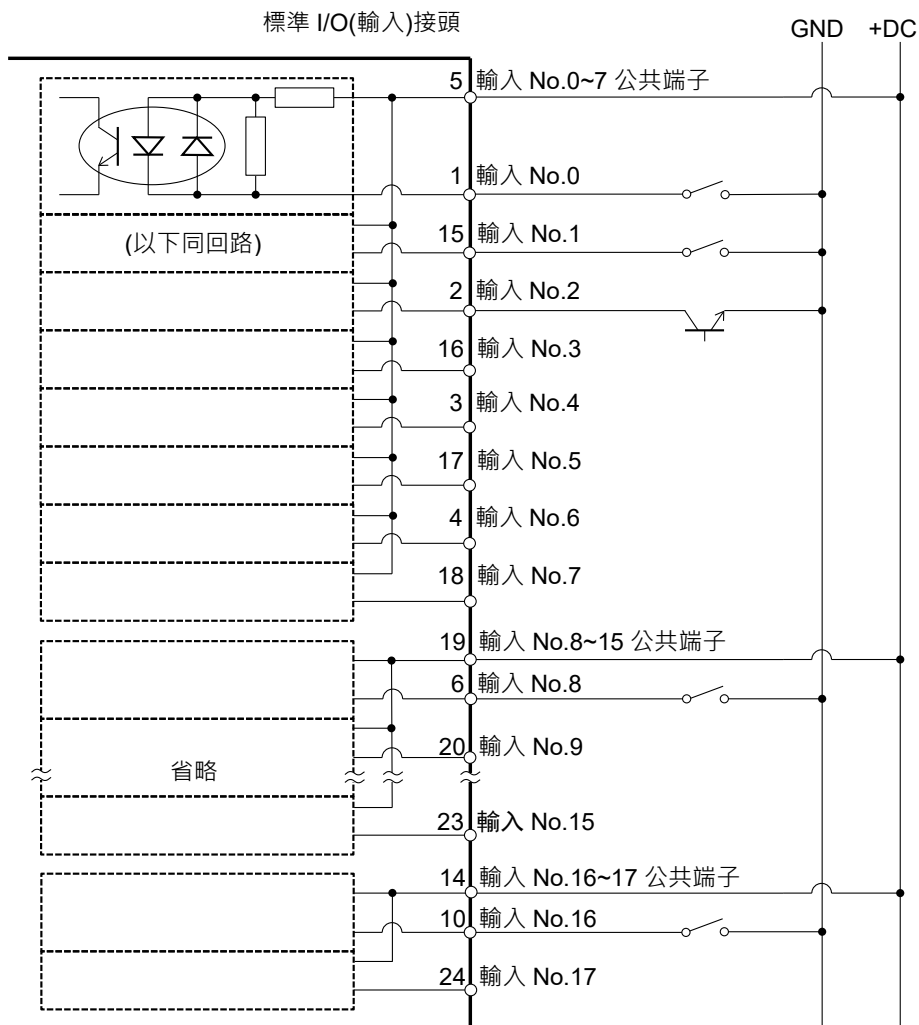 標準 I/O(輸入)接頭
GND +DC
5 輸入 No.0~7 公共端子
1 輸入 No.0
(以下同回路)
15 輸入 No.1
2 輸入 No.2
16 輸入 No.3
3 輸入 No.4
17 輸入 No.5
4 輸入 No.6
18 輸入 No.7
19 輸入 No.8~15 公共端子
6 輸入 No.8
20 輸入 No.9
省略
23 輸入 No.15
14 輸入 No.16~17 公共端子
10 輸入 No.16
24 輸入 No.17